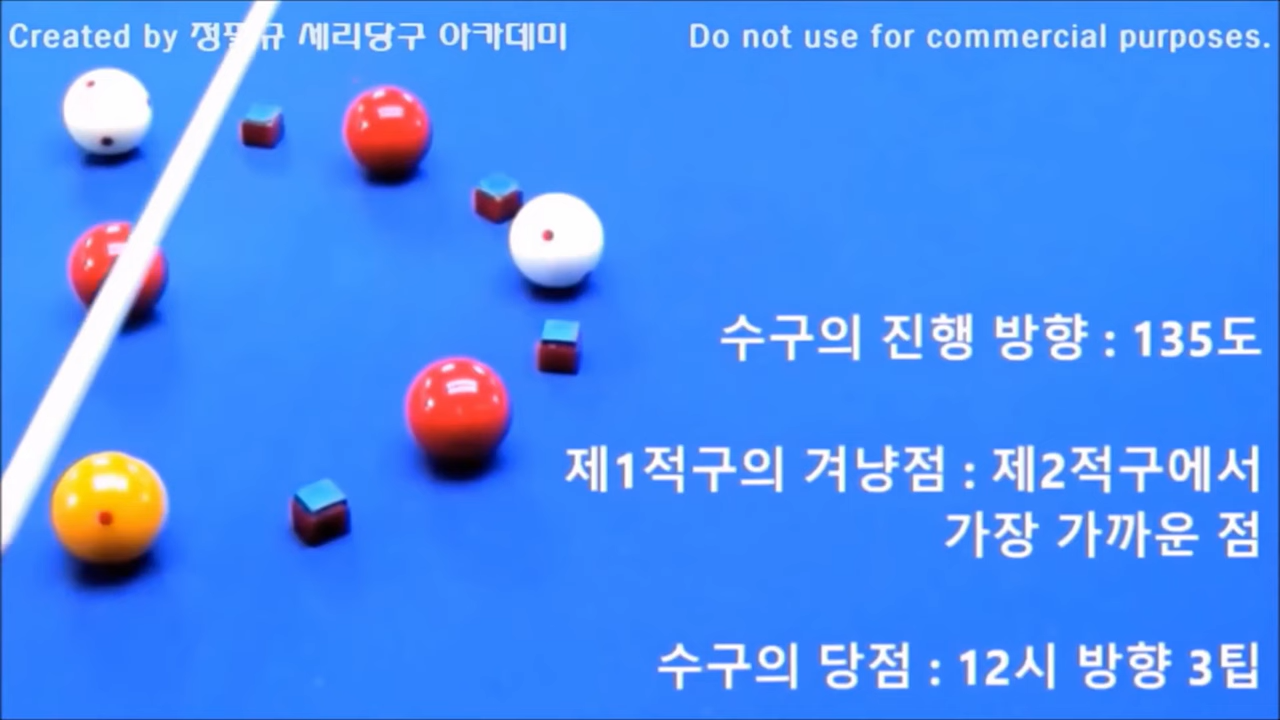 Created by 정필규 세리당구 아카데미
Do not use for commercial purposes.
수구의 진행 방향 : 135도
제1적구의 겨냥점 : 제2적구에서
가장 가까운 점
수구의 당점 : 12시 방향 3팁